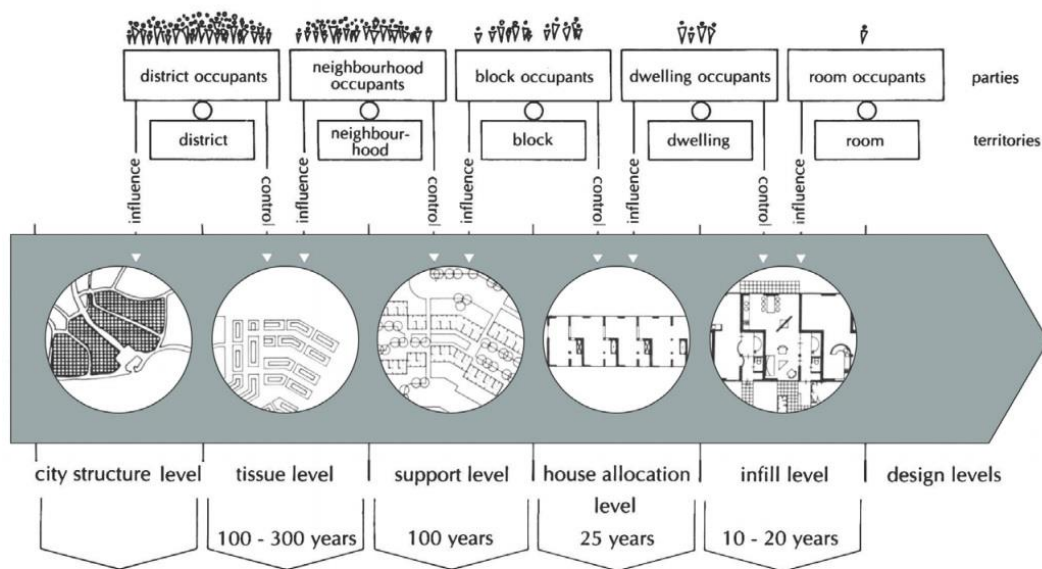 district occupants
neighbourhood
occupants
block occupants
dwelling occupants
room occupants
parties
district
neighbour-
hood
block
dwelling
room
territories
influence
control
influence
control
influence
control
influence
control
influence
city structure level
tissue level
support level
house allocation
level
infill level
design levels
100 - 300 years
100 years
25 years
10 - 20 years